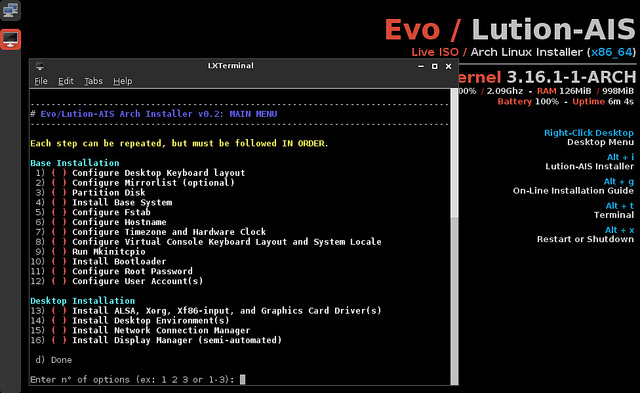 Evo / Lution-AIS
Live ISO / Arch Linux Installer (x86_64)
ernel 3.16.1-1-ARCH
00% / 2.09Ghz - RAM 126MiB / 998MiB
Battery 100% - Uptime 6m 4s
Right-Click Desktop
Desktop Menu
Alt + i
Lution-AIS Installer
Alt + g
On-Line Installation Guide
Alt + t
Terminal
Alt + x
Restart or Shutdown
LXTerminal
File Edit Tabs Help
# Evo/Lution-AIS Arch Installer v0.2: MAIN MENU
Each step can be repeated, but must be followed IN ORDER.
Base Installation
1) ( ) Configure Desktop Keyboard layout
2) ( ) Configure Mirrorlist (optional)
3) ( ) Partition Disk
4) ( ) Install Base System
5) ( ) Configure Fstab
6) ( ) Configure Hostname
7) ( ) Configure Timezone and Hardware Clock
8) ( ) Configure Virtual Console Keyboard Layout and System Locale
9) ( ) Run Mkinitcpio
10) ( ) Install Bootloader
11) ( ) Configure Root Password
12) ( ) Configure User Account(s)
Desktop Installation
13) ( ) Install ALSA, Xorg, Xf86-input, and Graphics Card Driver(s)
14) ( ) Install Desktop Environment(s)
15) ( ) Install Network Connection Manager
16) ( ) Install Display Manager (semi-automated)
d) Done
Enter n° of options (ex: 1 2 3 or 1-3):